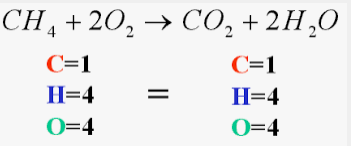 CH₄ + 2O₂ → CO₂ + 2H₂O
C=1 C=1
H=4 = H=4
O=4 O=4